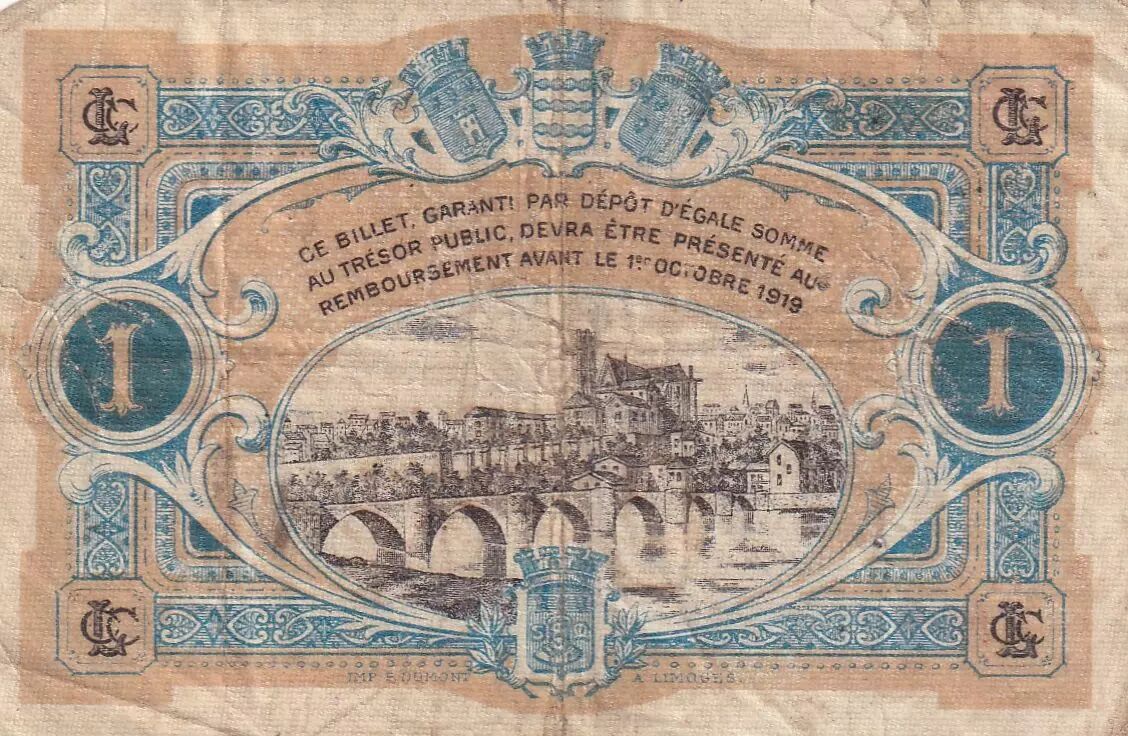 CE BILLET, GARANTI PAR DÉPÔT D'ÉGALE SOMME
AU TRÉSOR PUBLIC, DEVRA ÊTRE PRÉSENTÉ AU
REMBOURSEMENT AVANT LE 1ER OCTOBRE 1919
1 1
IMP E. DUMONT A LIMOGES